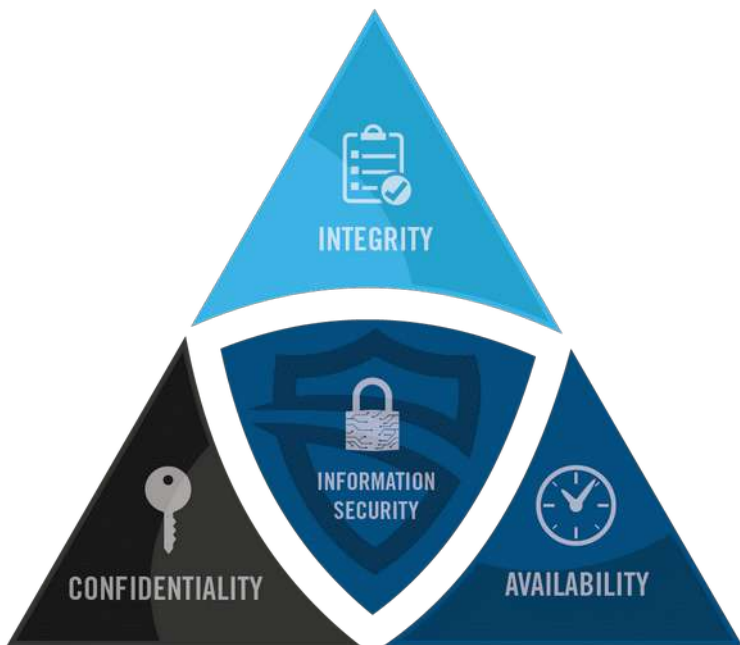 INTEGRITY
INFORMATION
SECURITY
CONFIDENTIALITY
AVAILABILITY